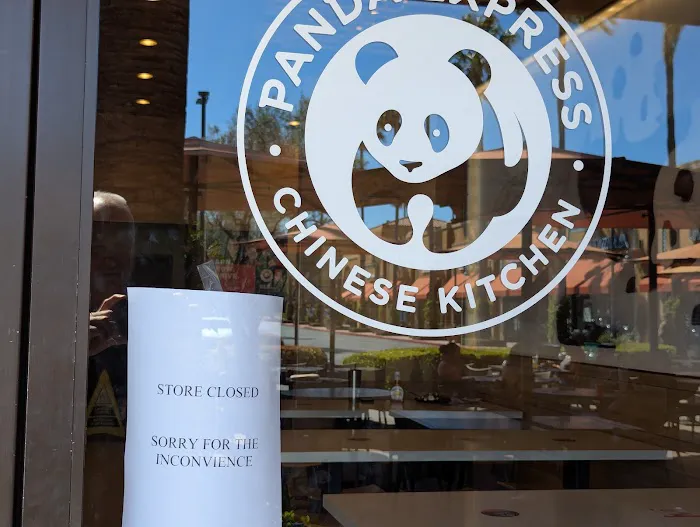 PANDA EXPRESS
CHINESE KITCHEN
STORE CLOSED
SORRY FOR THE
INCONVIENCE